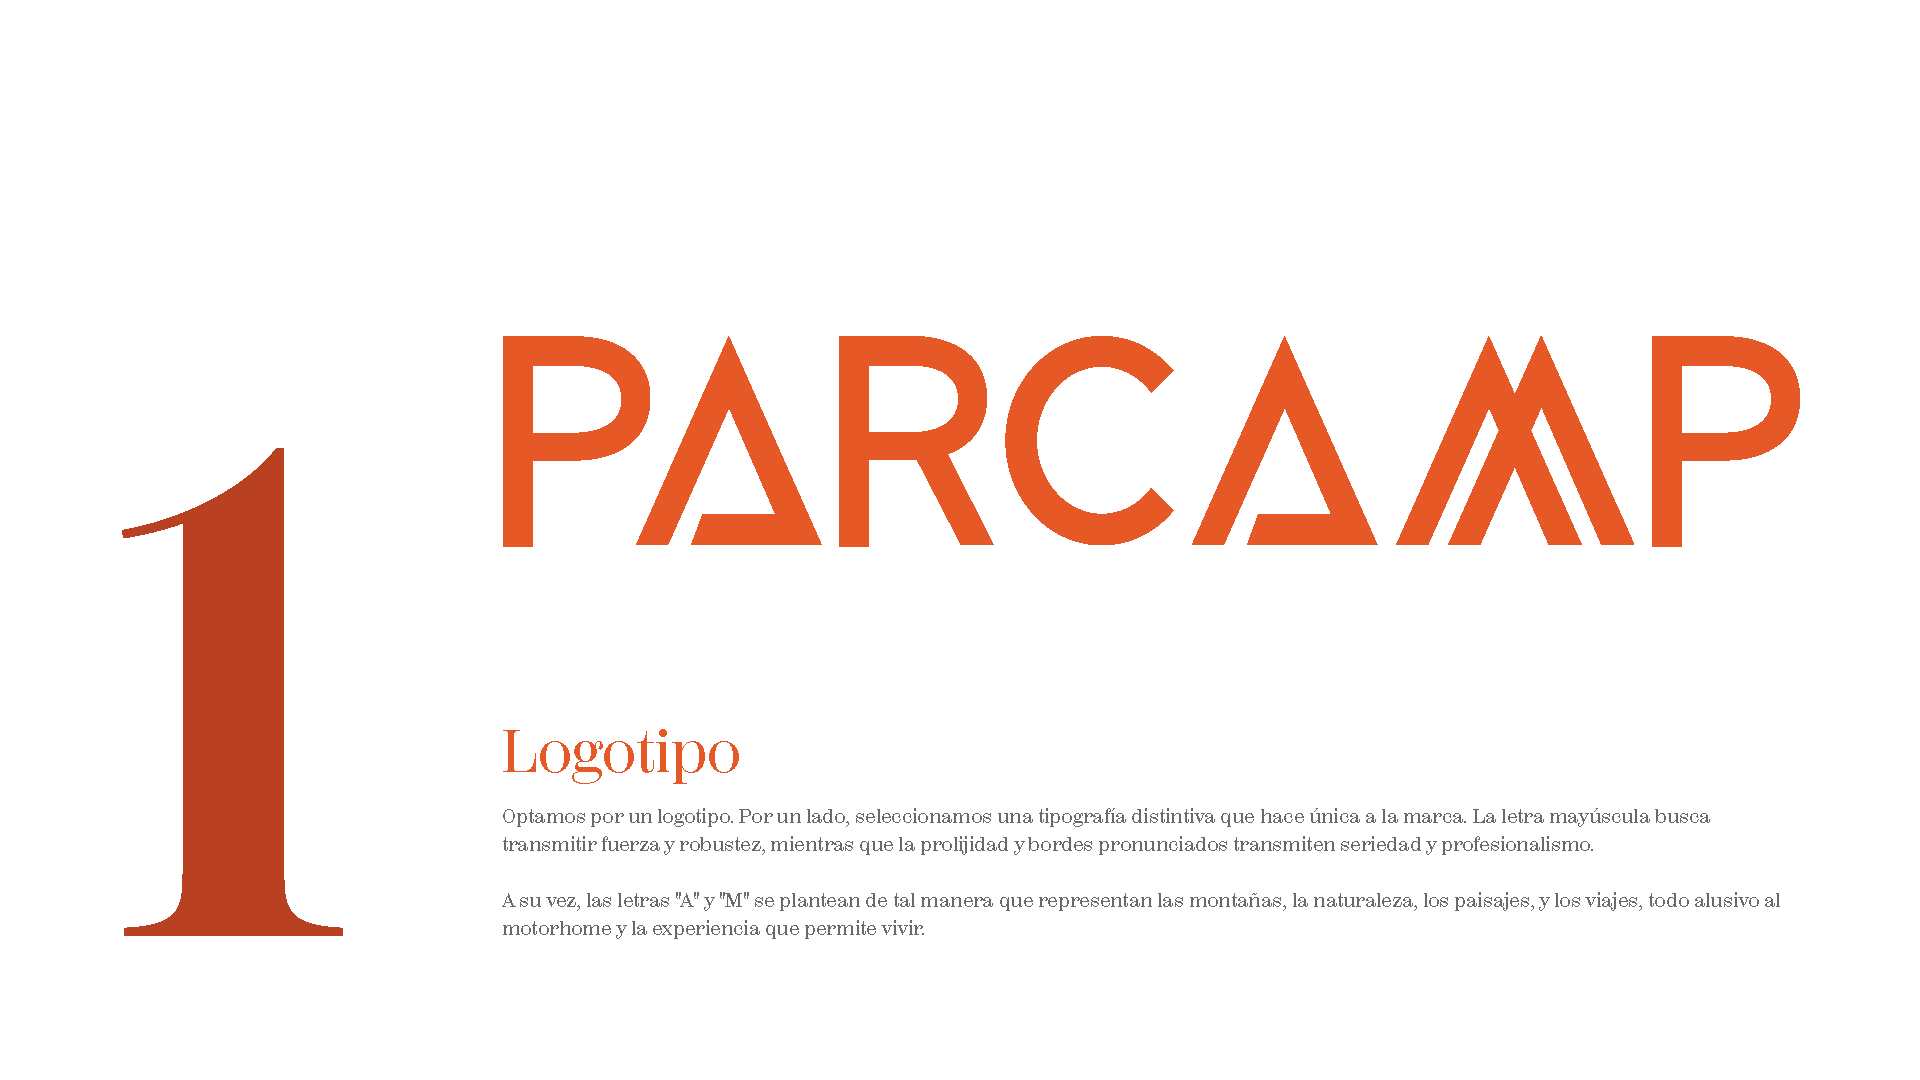 1
PARCAMP
Logotipo
Optamos por un logotipo. Por un lado, seleccionamos una tipografía distintiva que hace única a la marca. La letra mayúscula busca
transmitir fuerza y robustez, mientras que la prolijidad y bordes pronunciados transmiten seriedad y profesionalismo.
A su vez, las letras "A" y "M" se plantean de tal manera que representan las montañas, la naturaleza, los paisajes, y los viajes, todo alusivo al
motorhome y la experiencia que permite vivir.